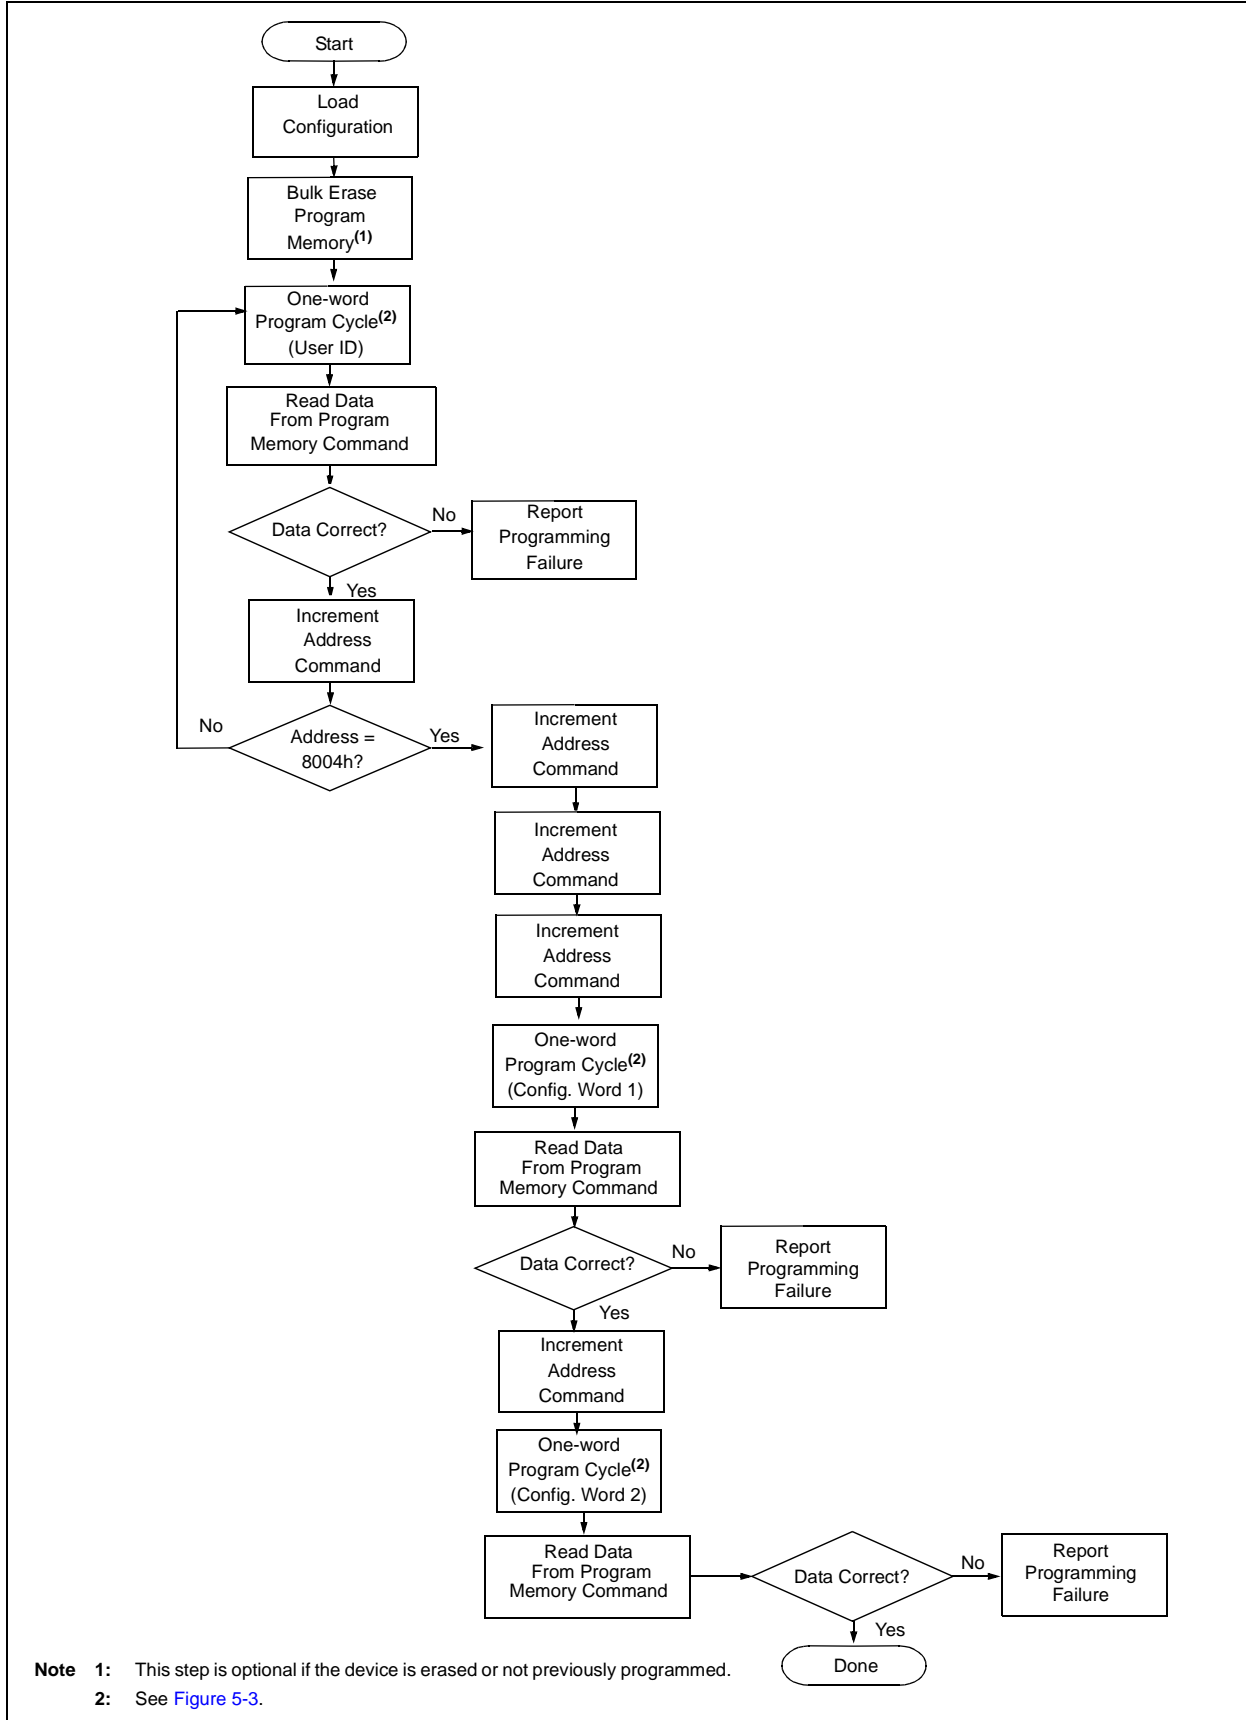 Start
Load
Configuration
Bulk Erase
Program
Memory(1)
One-word
Program Cycle(2)
(User ID)
Read Data
From Program
Memory Command
Data Correct?
No
Report
Programming
Failure
Yes
Increment
Address
Command
No
Address =
8004h?
Yes
Increment
Address
Command
Increment
Address
Command
Increment
Address
Command
One-word
Program Cycle(2)
(Config. Word 1)
Read Data
From Program
Memory Command
Data Correct?
No
Report
Programming
Failure
Yes
Increment
Address
Command
One-word
Program Cycle(2)
(Config. Word 2)
Read Data
From Program
Memory Command
Data Correct?
No
Report
Programming
Failure
Yes
Done
Note 1: This step is optional if the device is erased or not previously programmed.
2: See Figure 5-3.